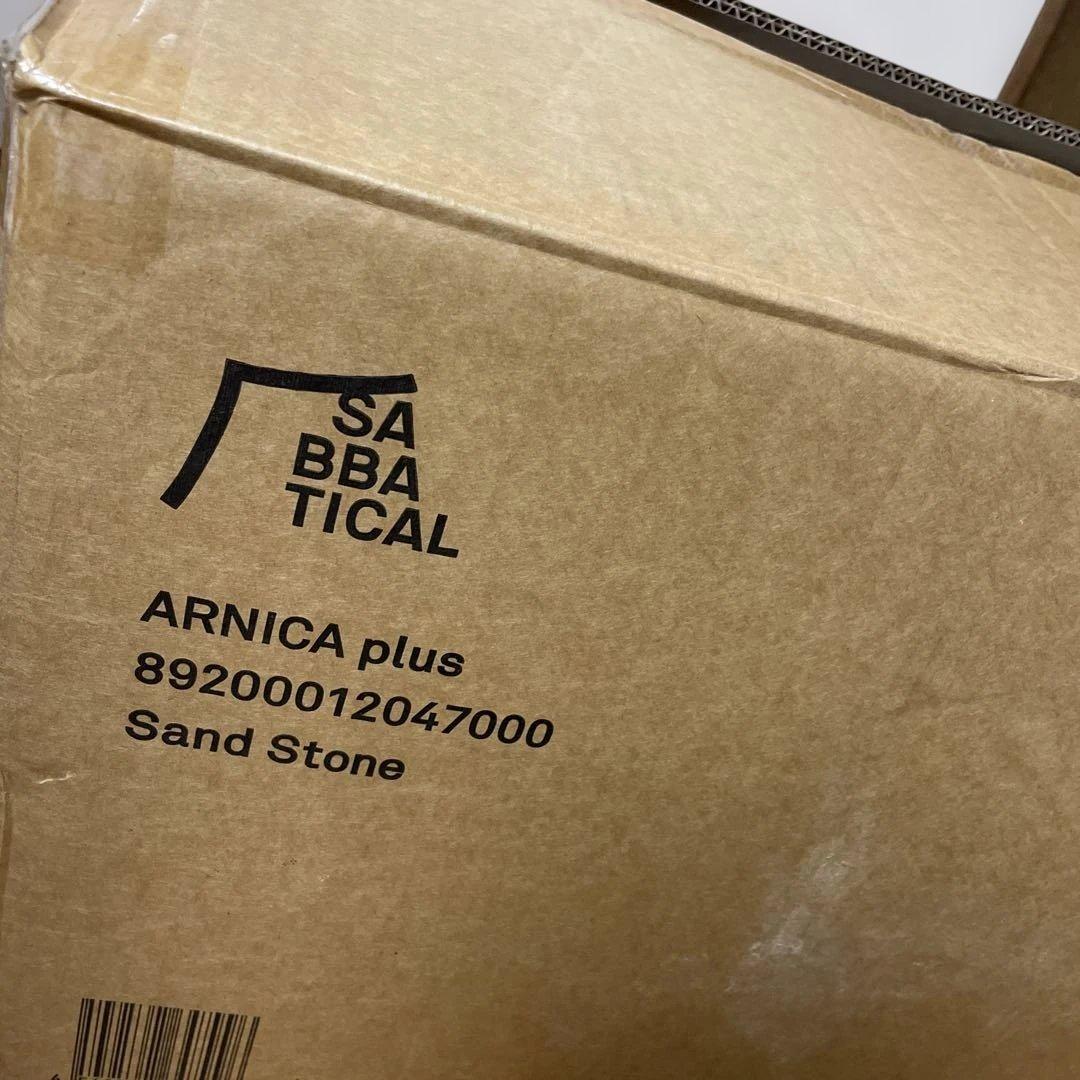 SA
BBA
TICAL
ARNICA plus
89200012047000
Sand Stone